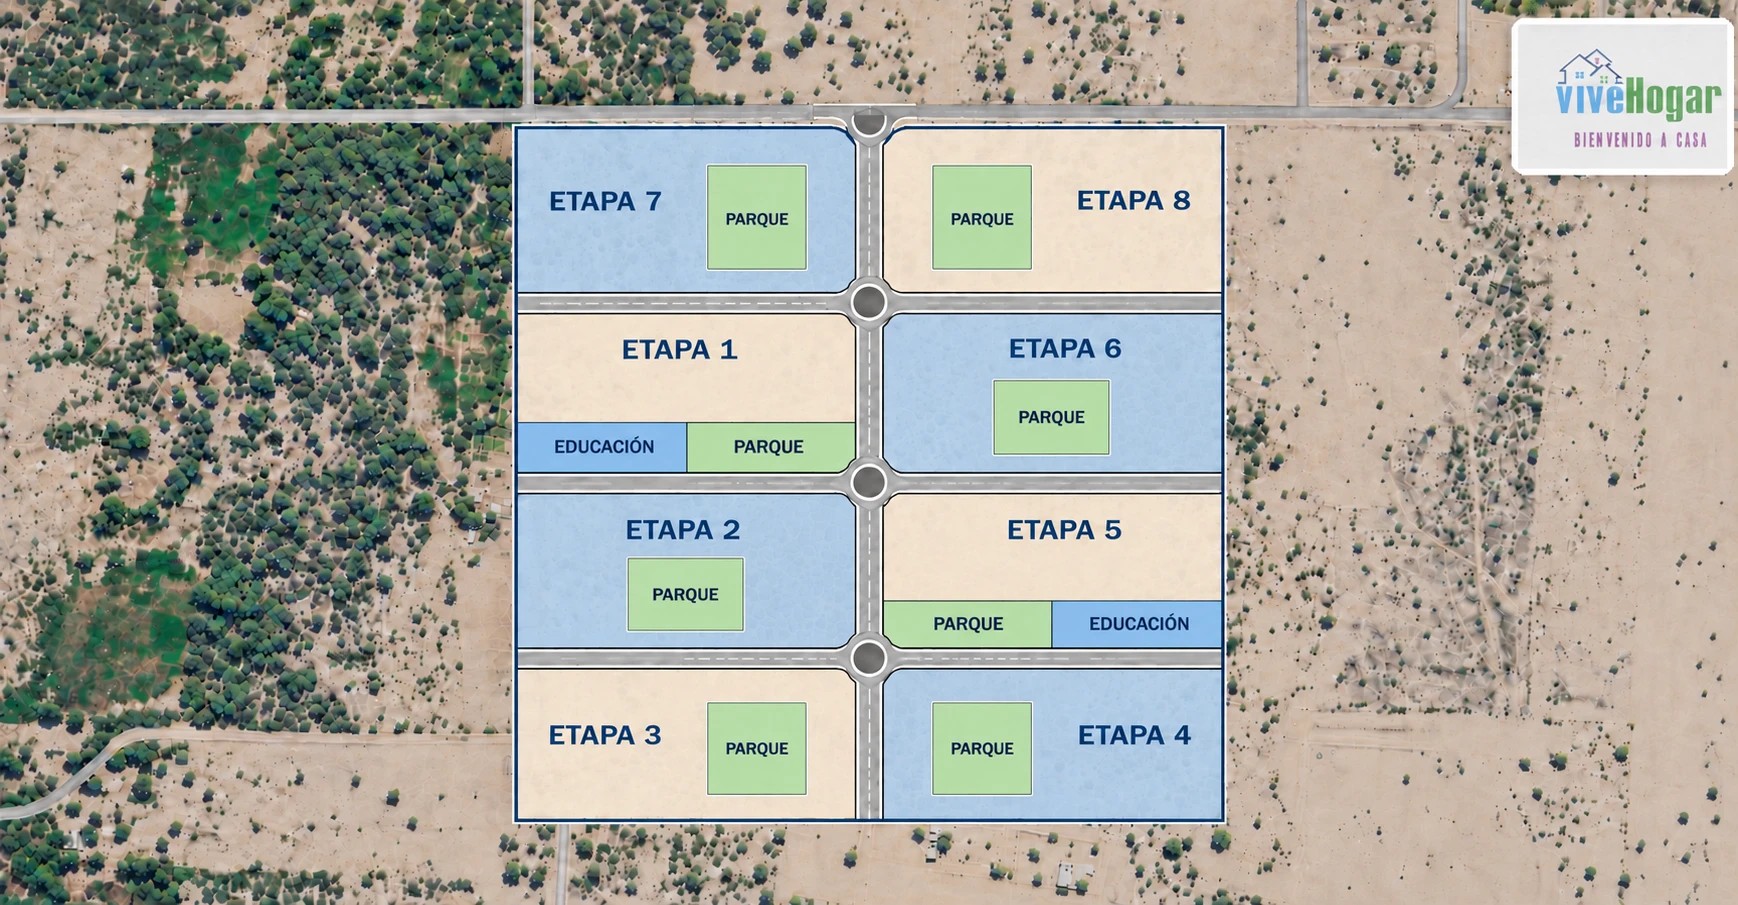 viveHogar
BIENVENIDO A CASA
ETAPA 7
PARQUE
PARQUE
ETAPA 8
ETAPA 1
EDUCACIÓN
PARQUE
ETAPA 6
PARQUE
ETAPA 2
PARQUE
ETAPA 5
PARQUE
EDUCACIÓN
ETAPA 3
PARQUE
PARQUE
ETAPA 4